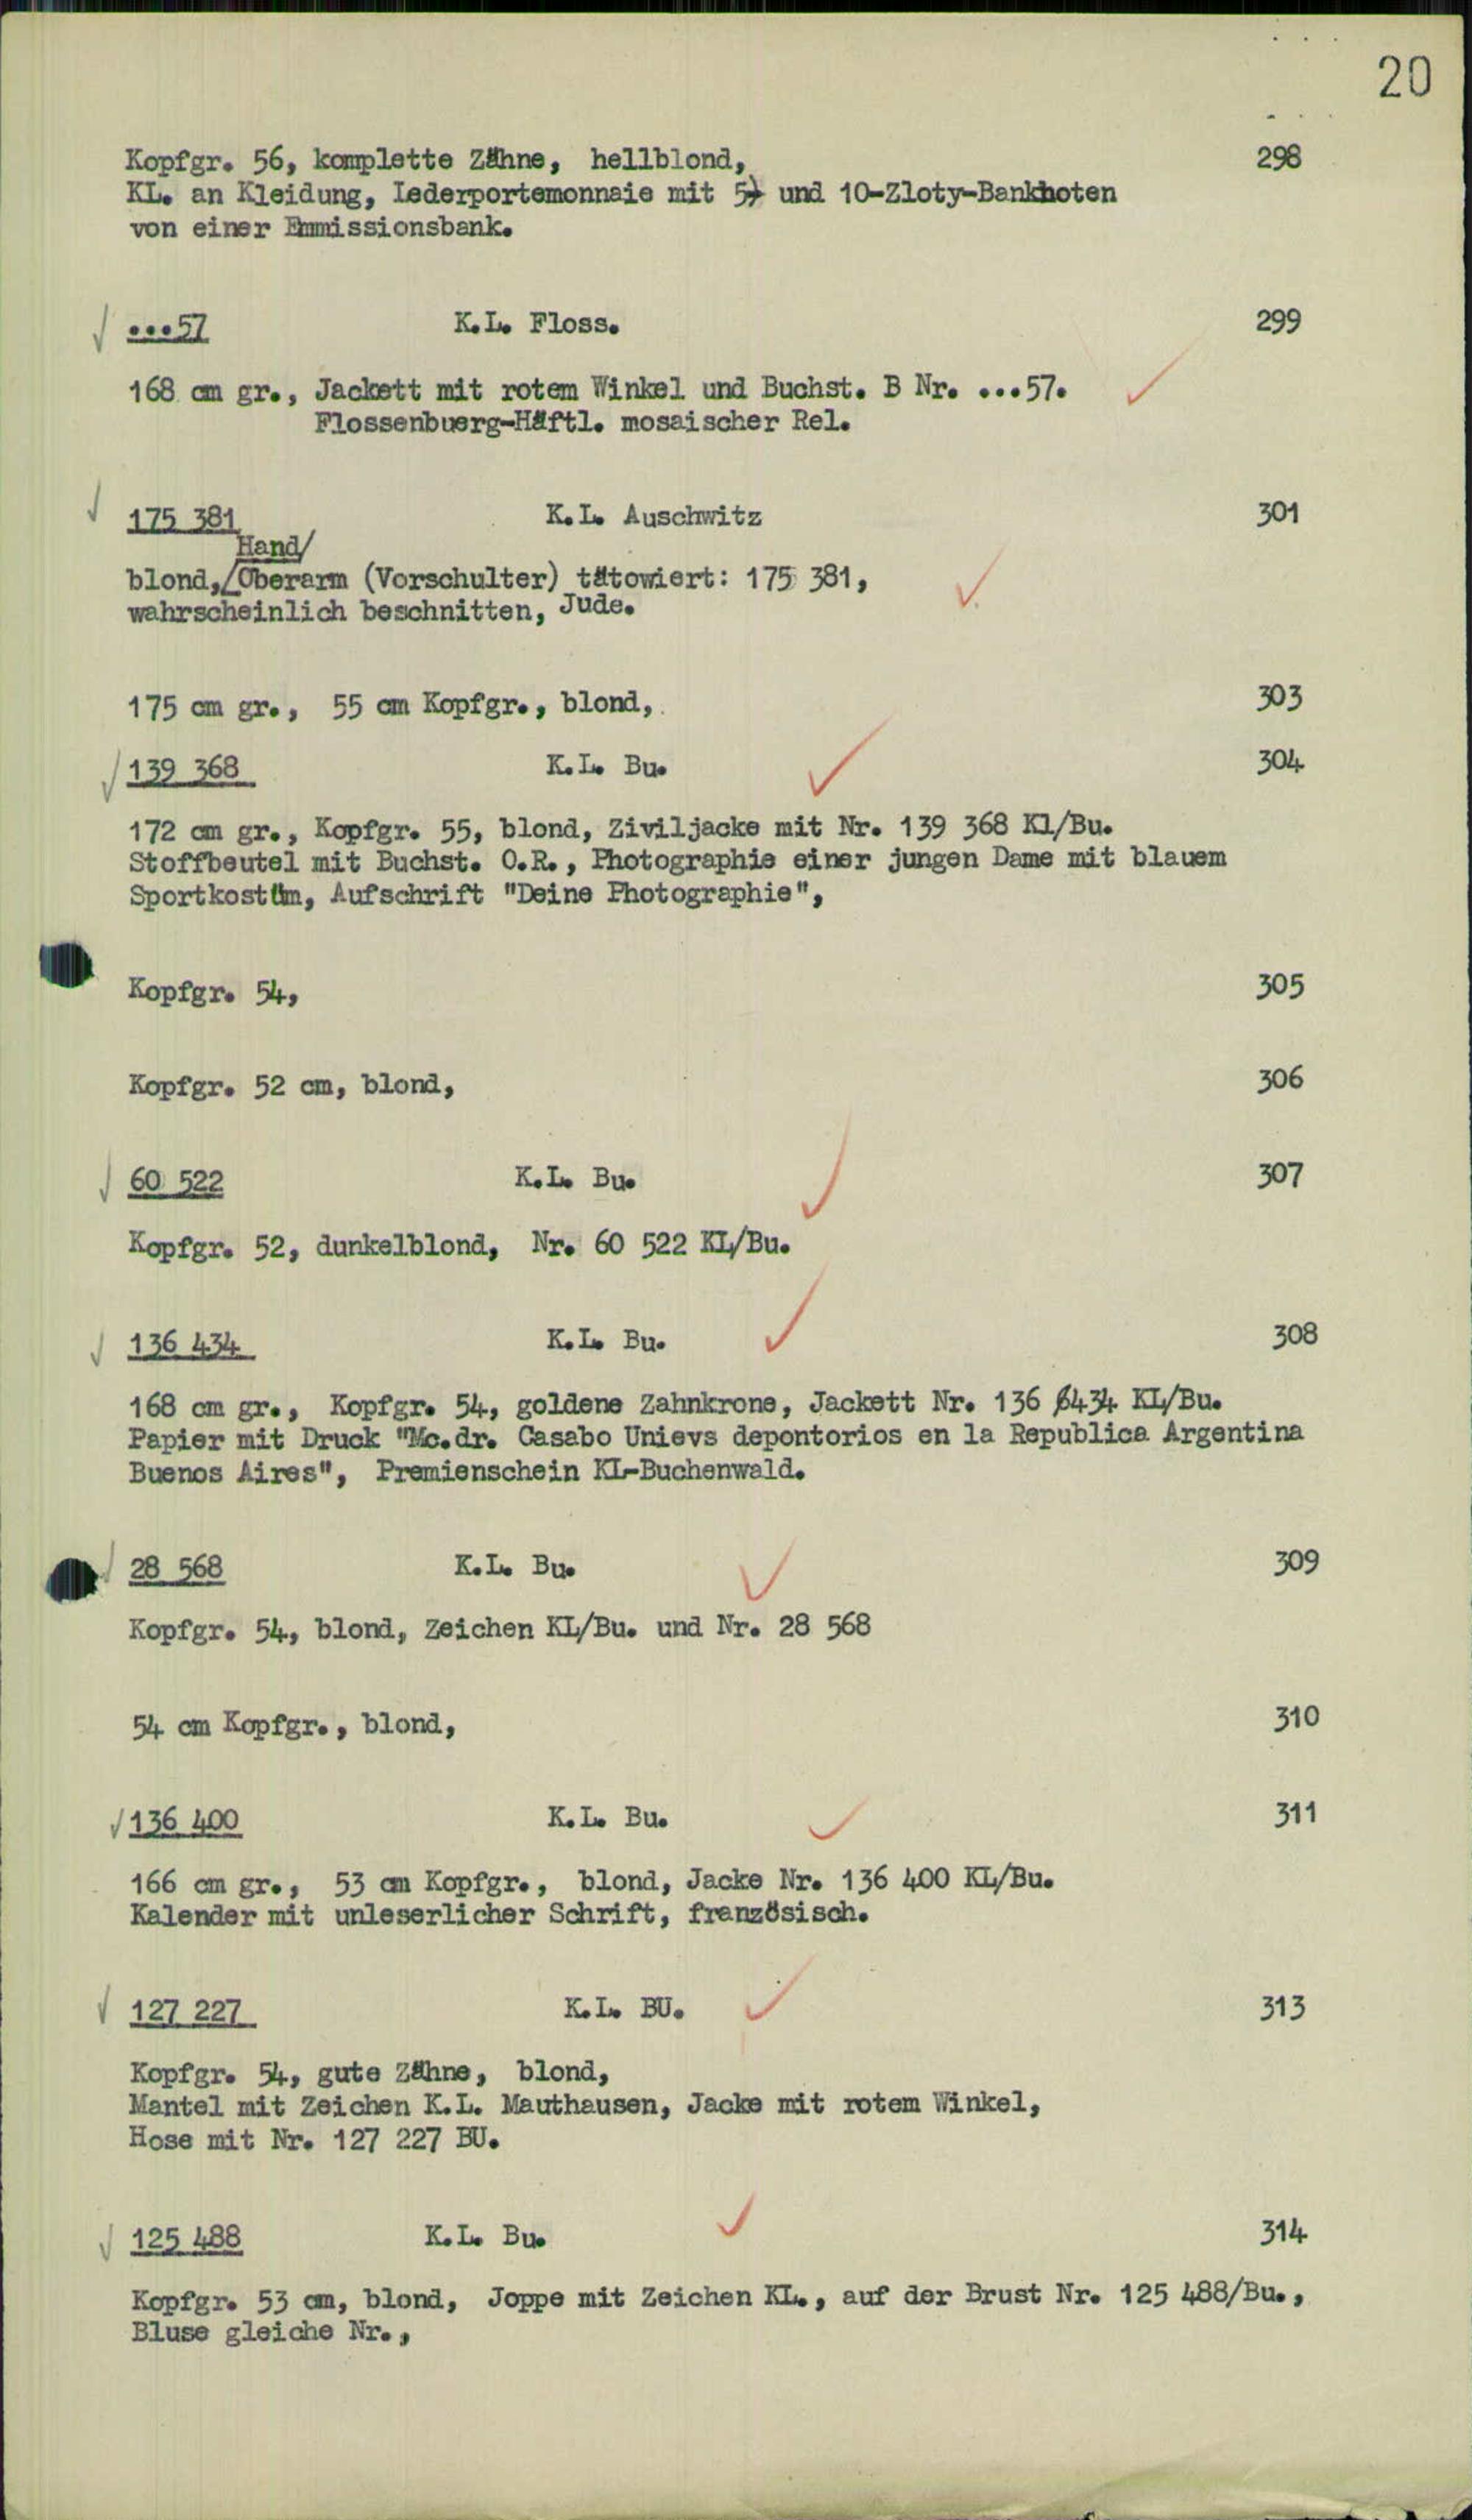 20
Kopfgr. 56, komplette Zähne, hellblond, 298
KL. an Kleidung, Lederportemonnaie mit 5) und 10-Zloty-Banknoten
von einer Emmissionsbank.
...57 K.L. Floss. 299
168 cm gr., Jackett mit rotem Winkel und Buchst. B Nr. ...57.
Flossenbuerg-Häftl. mosaischer Rel.
175 381 K.L. Auschwitz 301
Hand/
blond,/Oberarm (Vorschulter) tätowiert: 175 381,
wahrscheinlich beschnitten, Jude.
175 cm gr., 55 cm Kopfgr., blond, 303
139 368 K.L. Bu. 304
172 cm gr., Kopfgr. 55, blond, Ziviljacke mit Nr. 139 368 Kl/Bu.
Stoffbeutel mit Buchst. O.R., Photographie einer jungen Dame mit blauem
Sportkostüm, Aufschrift "Deine Photographie",
Kopfgr. 54, 305
Kopfgr. 52 cm, blond, 306
60 522 K.L. Bu. 307
Kopfgr. 52, dunkelblond, Nr. 60 522 KL/Bu.
136 434 K.L. Bu. 308
168 cm gr., Kopfgr. 54, goldene Zahnkrone, Jackett Nr. 136 434 KL/Bu.
Papier mit Druck "Mc.dr. Casabo Unievs depontorios en la Republica Argentina
Buenos Aires", Premienschein KL-Buchenwald.
28 568 K.L. Bu. 309
Kopfgr. 54, blond, Zeichen KL/Bu. und Nr. 28 568
54 cm Kopfgr., blond, 310
136 400 K.L. Bu. 311
166 cm gr., 53 cm Kopfgr., blond, Jacke Nr. 136 400 KL/Bu.
Kalender mit unleserlicher Schrift, französisch.
127 227 K.L. BU. 313
Kopfgr. 54, gute Zähne, blond,
Mantel mit Zeichen K.L. Mauthausen, Jacke mit rotem Winkel,
Hose mit Nr. 127 227 BU.
125 488 K.L. Bu. 314
Kopfgr. 53 cm, blond, Joppe mit Zeichen KL., auf der Brust Nr. 125 488/Bu.,
Bluse gleiche Nr.,